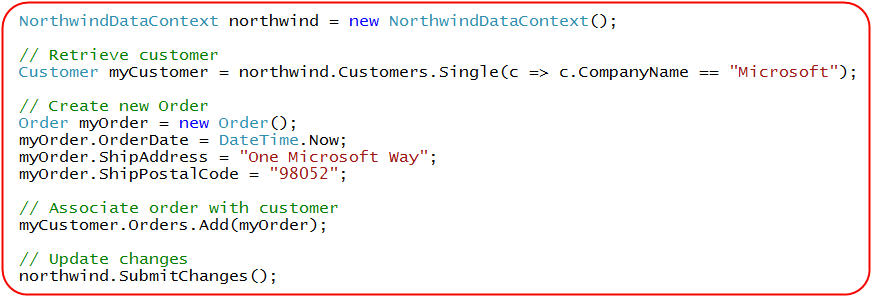 NorthwindDataContext northwind = new NorthwindDataContext();
// Retrieve customer
Customer myCustomer = northwind.Customers.Single(c => c.CompanyName == "Microsoft");
// Create new Order
Order myOrder = new Order();
myOrder.OrderDate = DateTime.Now;
myOrder.ShipAddress = "One Microsoft Way";
myOrder.ShipPostalCode = "98052";
// Associate order with customer
myCustomer.Orders.Add(myOrder);
// Update changes
northwind.SubmitChanges();